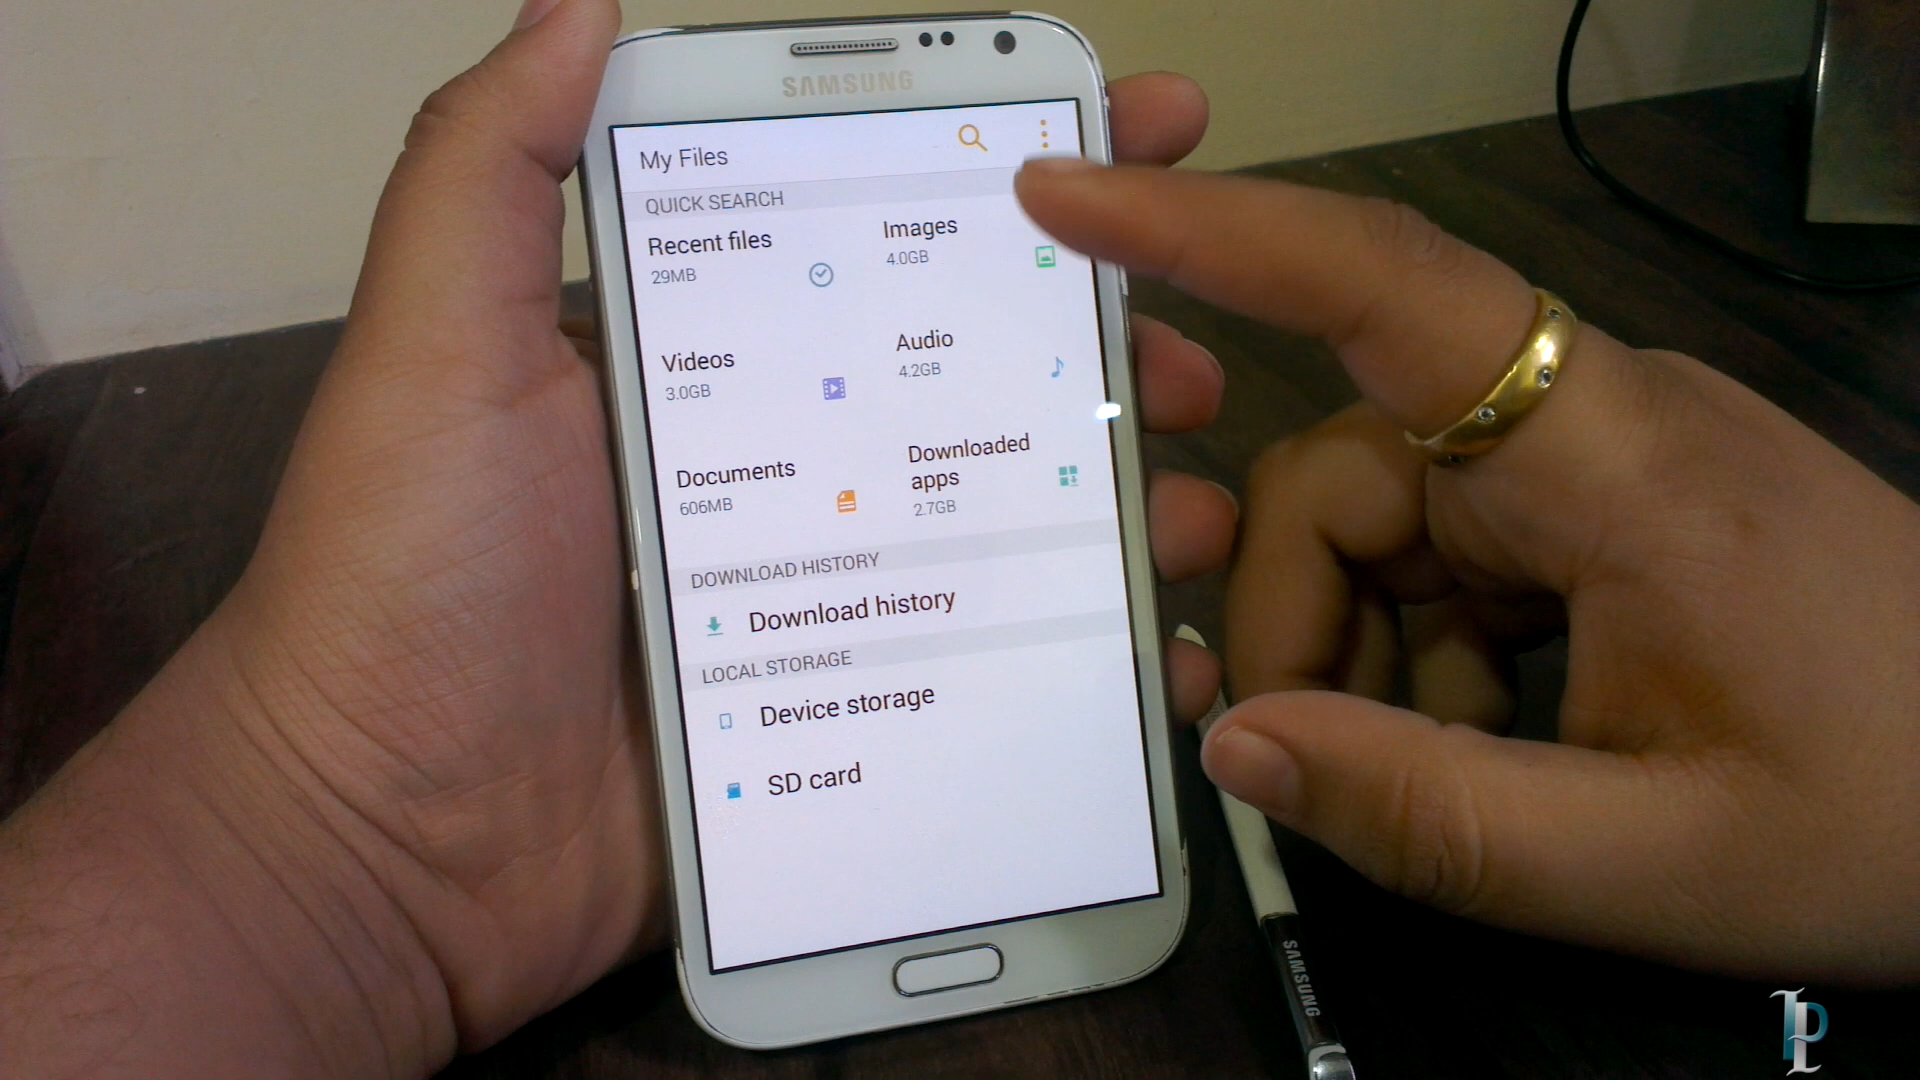 SAMSUNG
My Files
QUICK SEARCH
Recent files
29MB
Images
4.0GB
Videos
3.0GB
Audio
4.2GB
Documents
606MB
Downloaded
apps
2.7GB
DOWNLOAD HISTORY
Download history
LOCAL STORAGE
Device storage
SD card
SAMSUNG